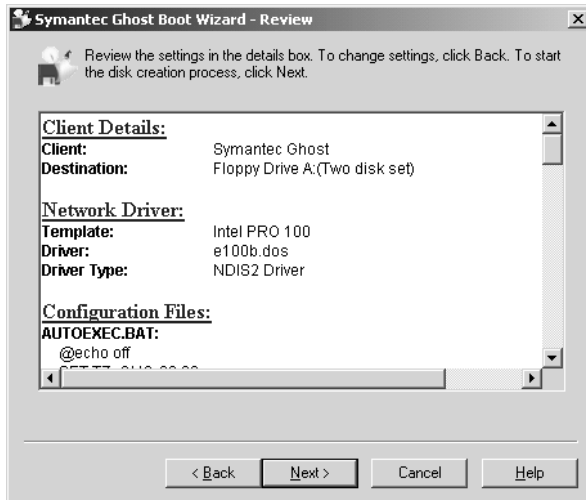 Symantec Ghost Boot Wizard - Review
Review the settings in the details box. To change settings, click Back. To start
the disk creation process, click Next.
Client Details:
Client: Symantec Ghost
Destination: Floppy Drive A:(Two disk set)
Network Driver:
Template: Intel PRO 100
Driver: e100b.dos
Driver Type: NDIS2 Driver
Configuration Files:
AUTOEXEC.BAT:
@echo off
< Back Next > Cancel Help